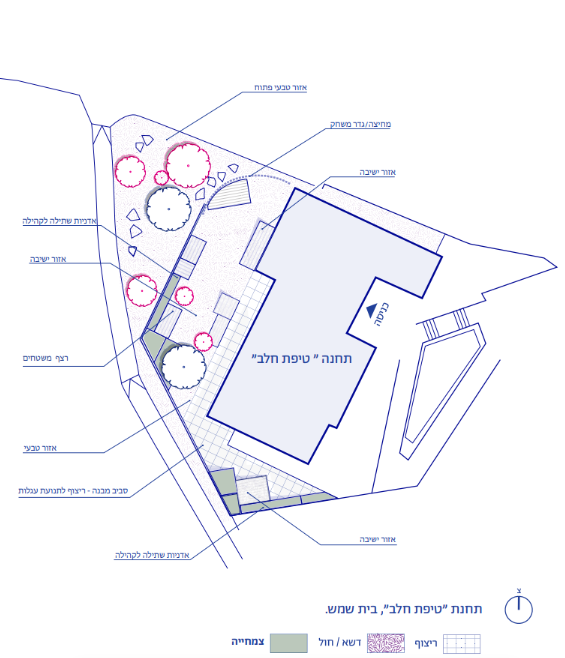 אזור טבעי פתוח
מחיצה/גדר משחק
אזור ישיבה
אדניות שתילה לקהילה
אזור ישיבה
כניסה
תחנה " טיפת חלב"
רצף משטחים
אזור טבעי
סביב מבנה - ריצוף לתנועת עגלות
אזור ישיבה
אדניות שתילה לקהילה
צ
תחנת "טיפת חלב", בית שמש.
ריצוף
דשא / חול
צמחייה